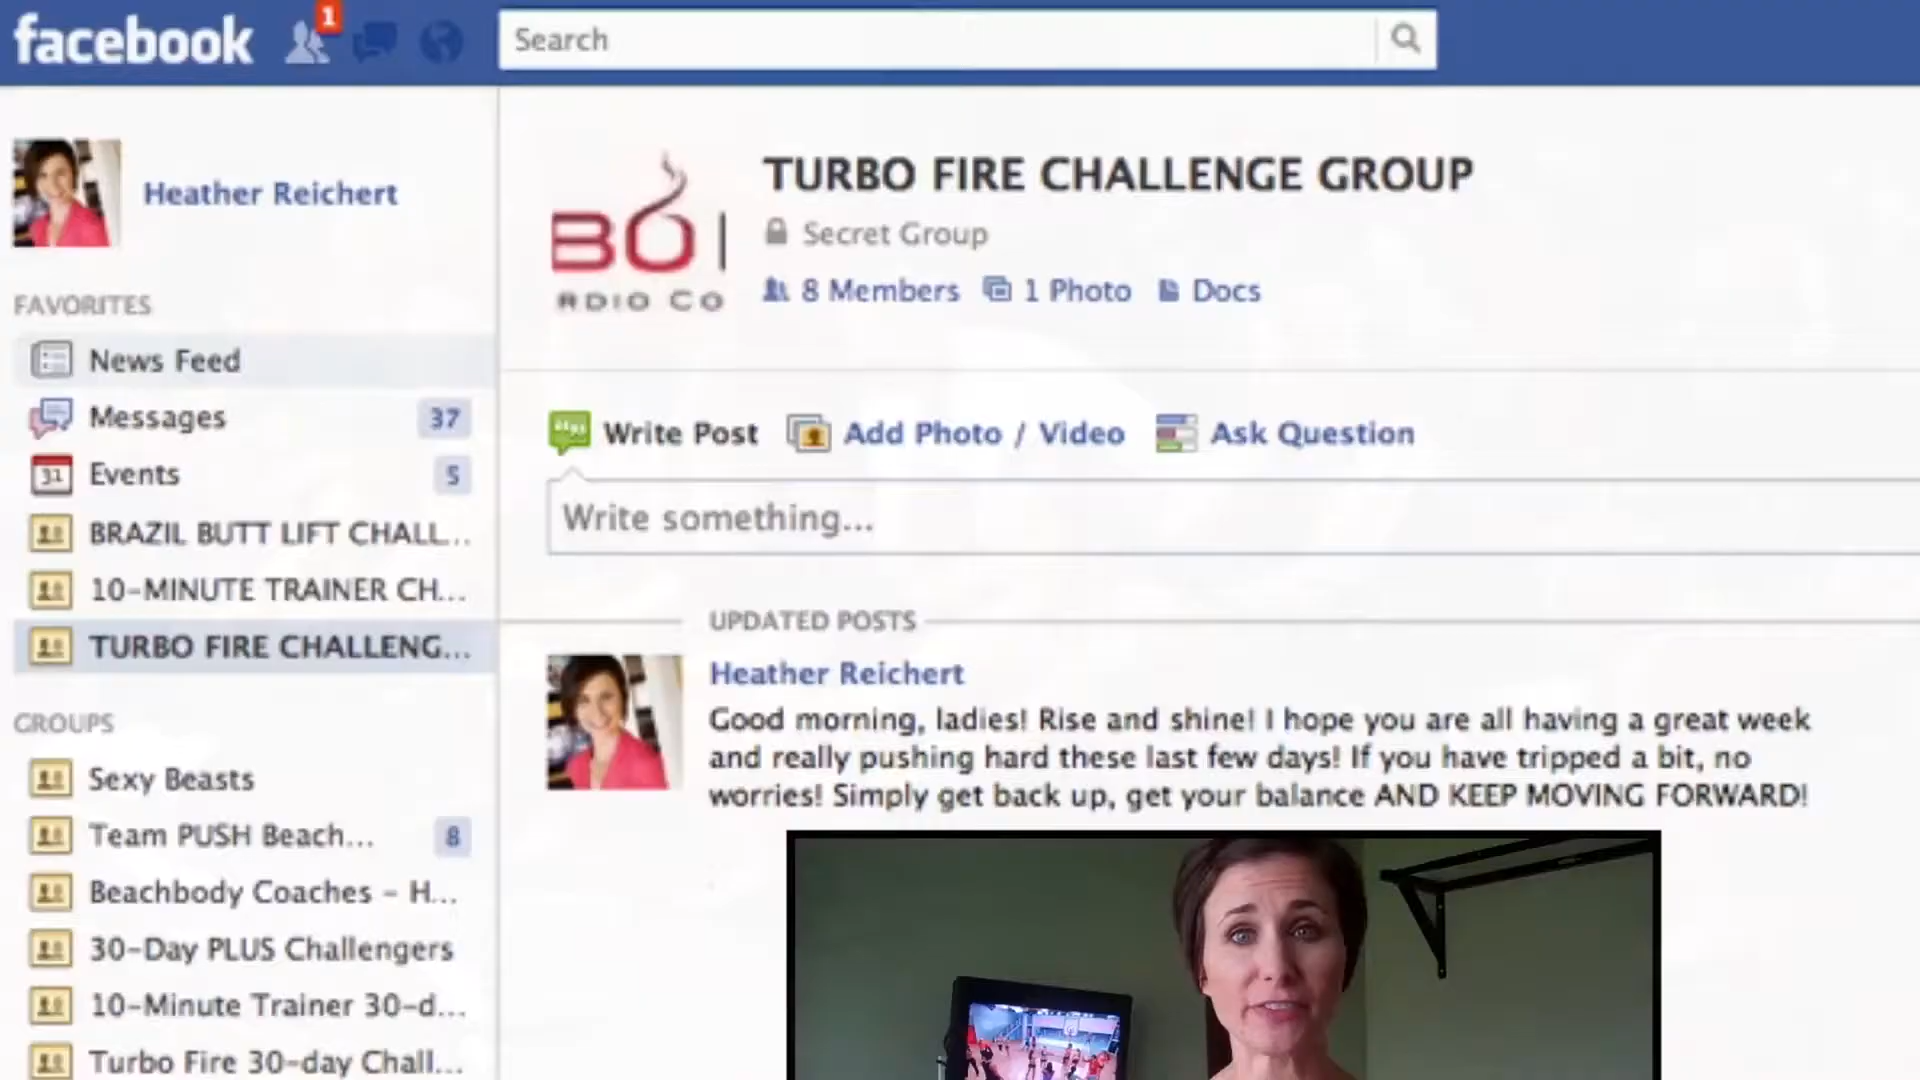 facebook
1
Search
Heather Reichert
FAVORITES
News Feed
Messages
37
Events
5
BRAZIL BUTT LIFT CHALL...
10-MINUTE TRAINER CH...
TURBO FIRE CHALLENG...
GROUPS
Sexy Beasts
Team PUSH Beach...
8
Beachbody Coaches - H...
30-Day PLUS Challengers
10-Minute Trainer 30-d...
Turbo Fire 30-day Chall...
BO
RDIO CO
TURBO FIRE CHALLENGE GROUP
Secret Group
8 Members
1 Photo
Docs
Write Post
Add Photo / Video
Ask Question
Write something...
UPDATED POSTS
Heather Reichert
Good morning, ladies! Rise and shine! I hope you are all having a great week
and really pushing hard these last few days! If you have tripped a bit, no
worries! Simply get back up, get your balance AND KEEP MOVING FORWARD!
31